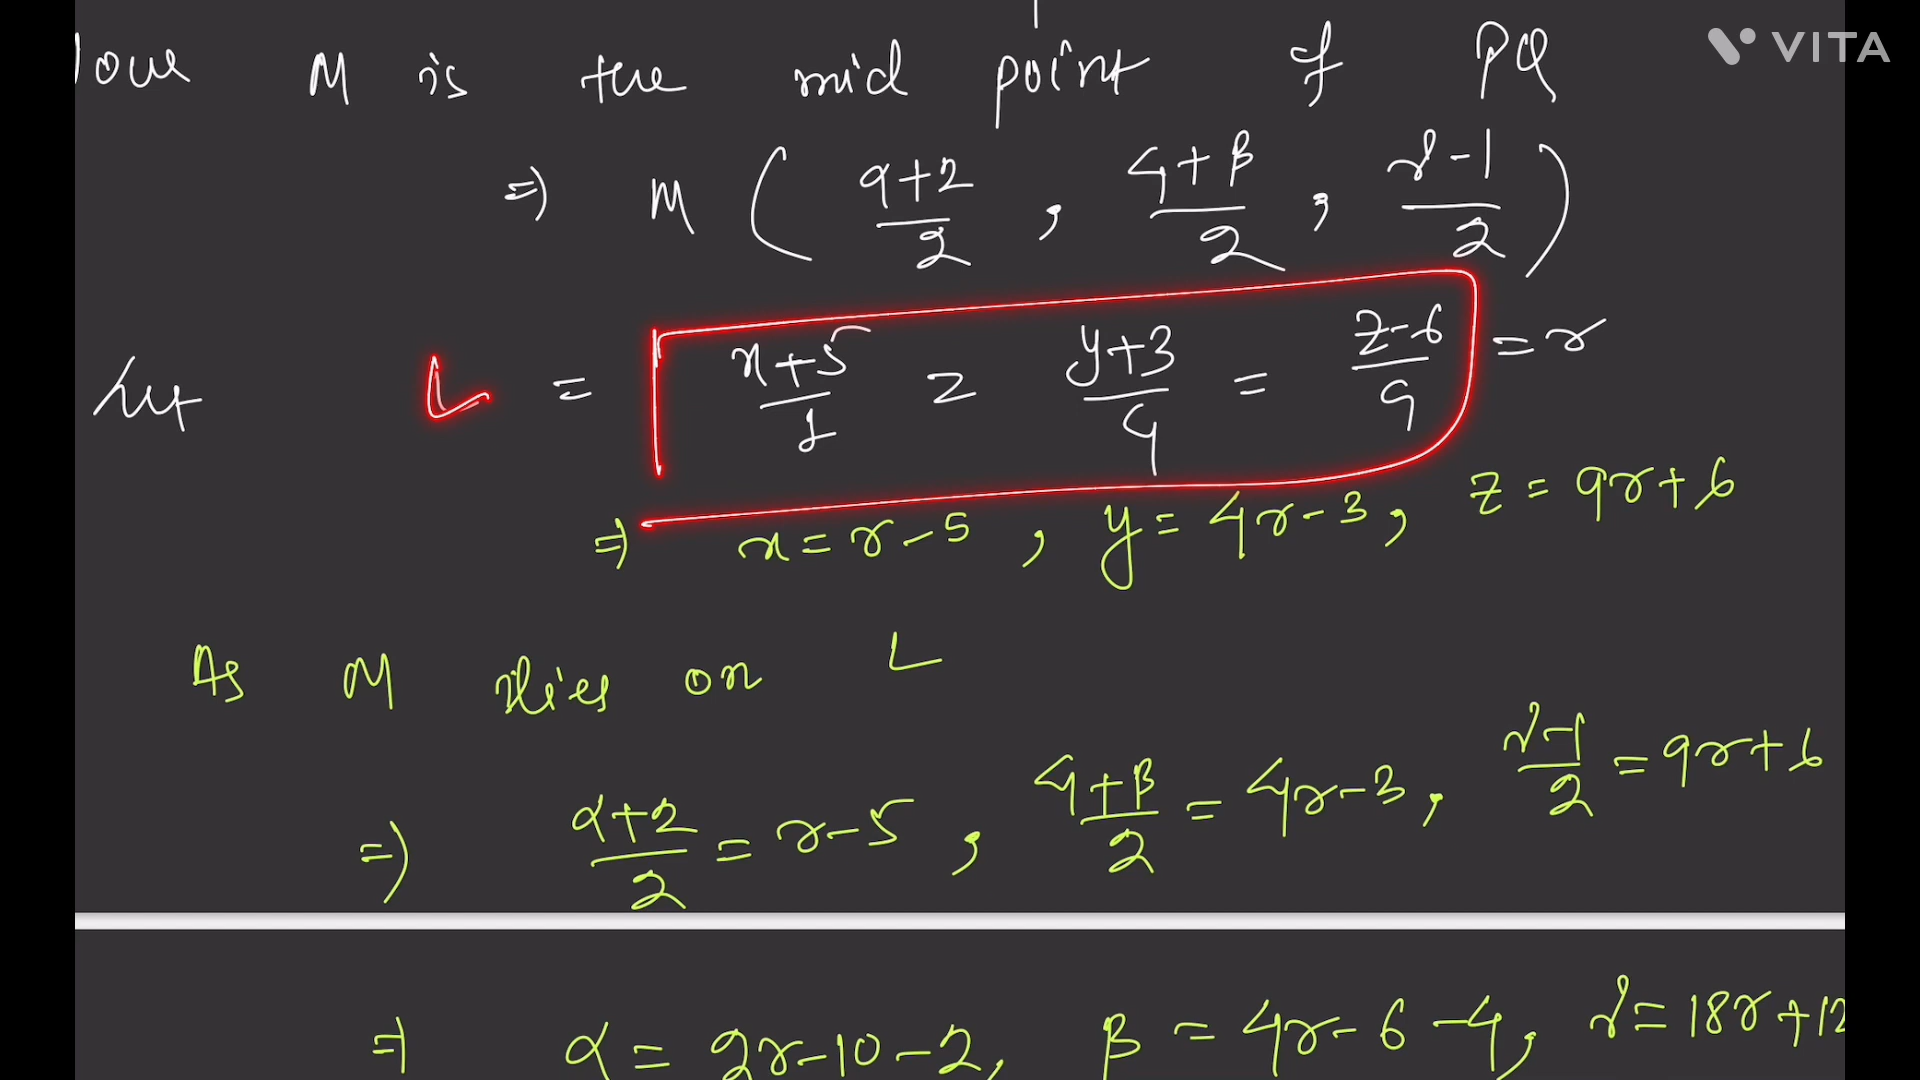 VITA
M is the mid point of PQ
⇒ M ( α+2/2 , 4+β/2 , γ-1/2 )
Let L = x+5/1 = y+3/4 = z-6/9 = r
⇒ x = r-5 , y = 4r-3 , z = 9r+6
As M lies on L
⇒ α+2/2 = r-5 , 4+β/2 = 4r-3 , γ-1/2 = 9r+6
⇒ α = 2r-10-2, β = 4r-6-4, γ = 18r+12